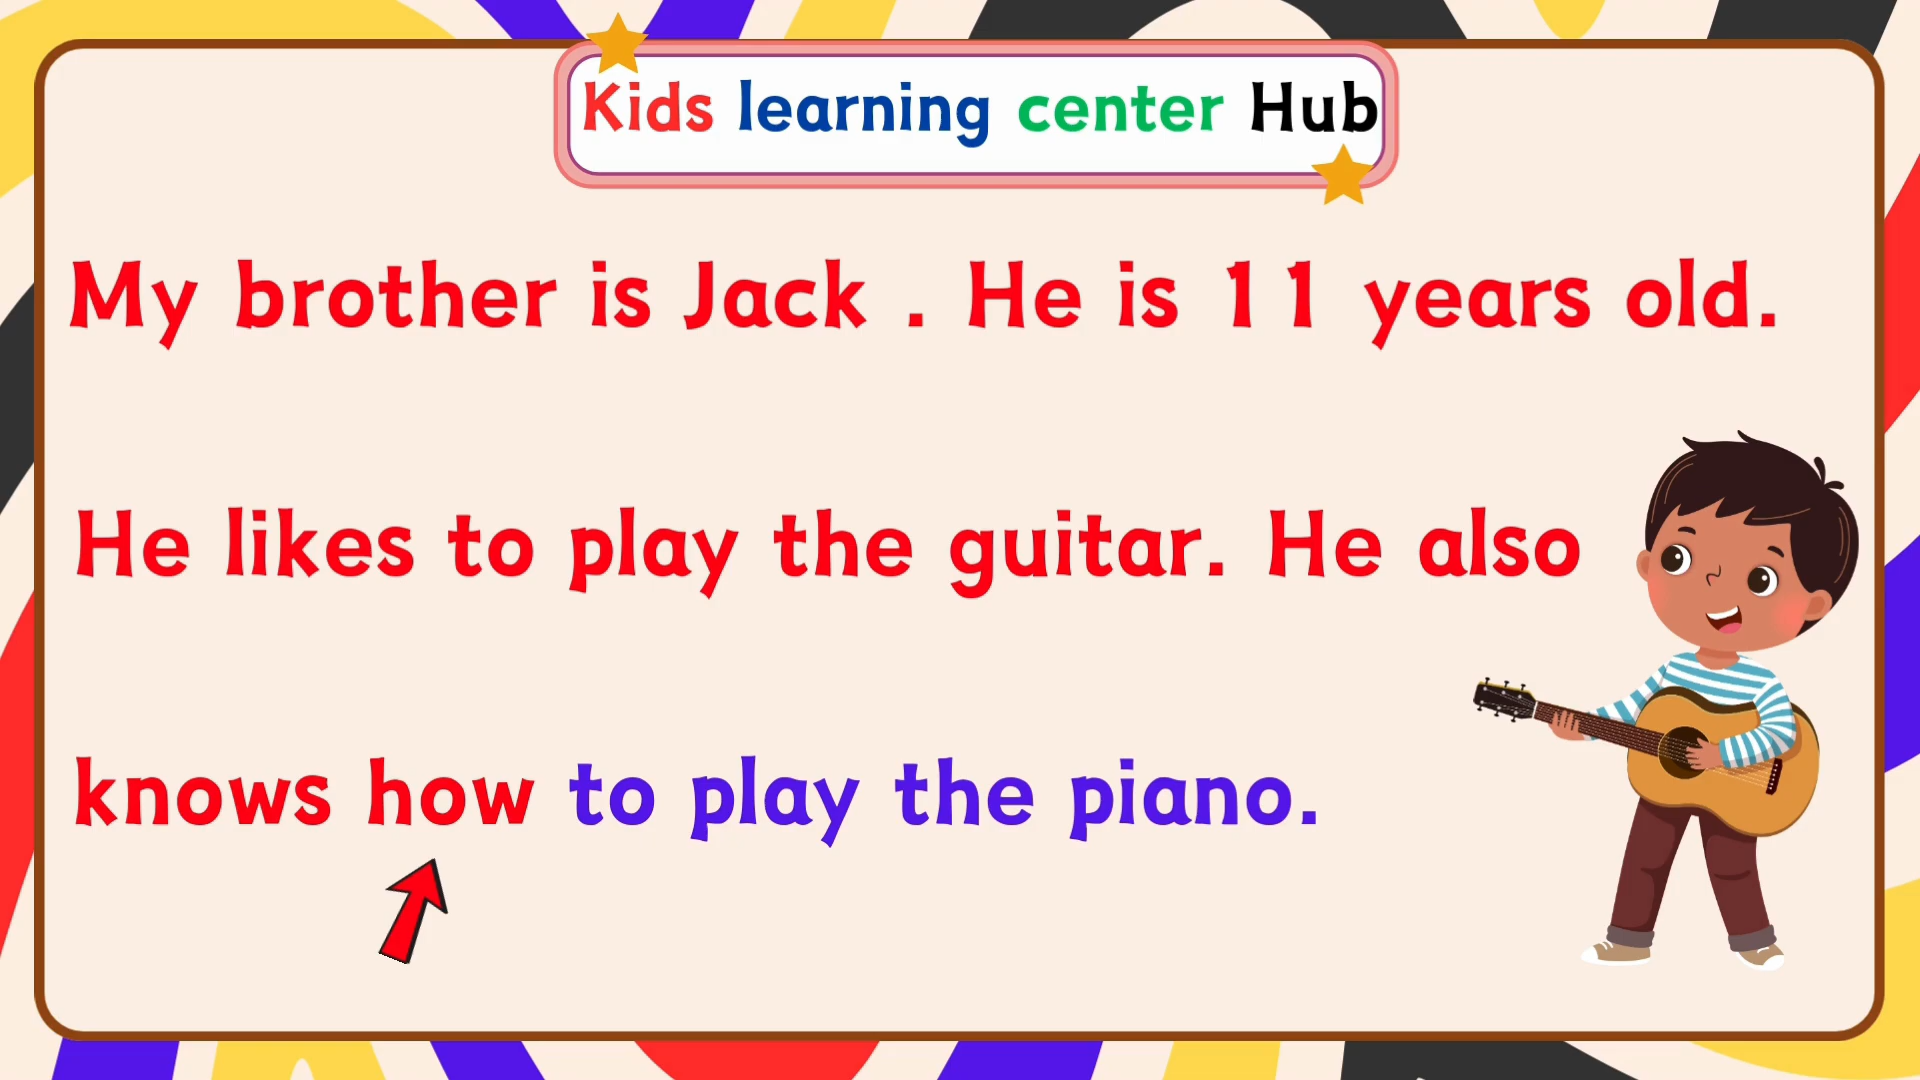 Kids learning center Hub
My brother is Jack . He is 11 years old.
He likes to play the guitar. He also
knows how to play the piano.